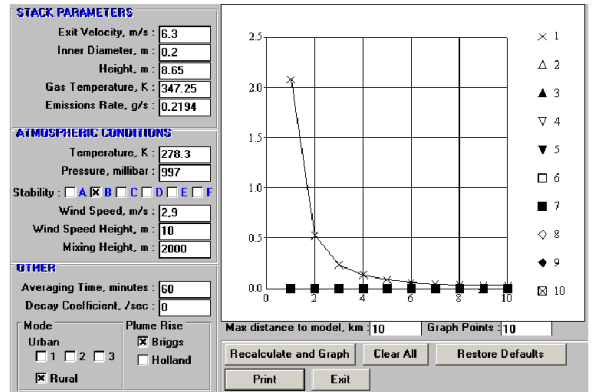 STACK PARAMETERS
Exit Velocity, m/s : 6.3
Inner Diameter, m : 0.2
Height, m : 8.65
Gas Temperature, K : 347.25
Emissions Rate, g/s : 0.2194
ATMOSPHERIC CONDITIONS
Temperature, K : 278.3
Pressure, millibar : 997
Stability : A B C D E F
Wind Speed, m/s : 2.9
Wind Speed Height, m : 10
Mixing Height, m : 2000
OTHER
Averaging Time, minutes : 60
Decay Coefficient, /sec : 0
Mode
Urban
1 2 3
Rural
Plume Rise
Briggs
Holland
2.5
2.0
1.5
1.0
0.5
0.0
0 2 4 6 8 10
1
2
3
4
5
6
7
8
9
10
Max distance to model, km : 10 Graph Points : 10
Recalculate and Graph Clear All Restore Defaults
Print Exit